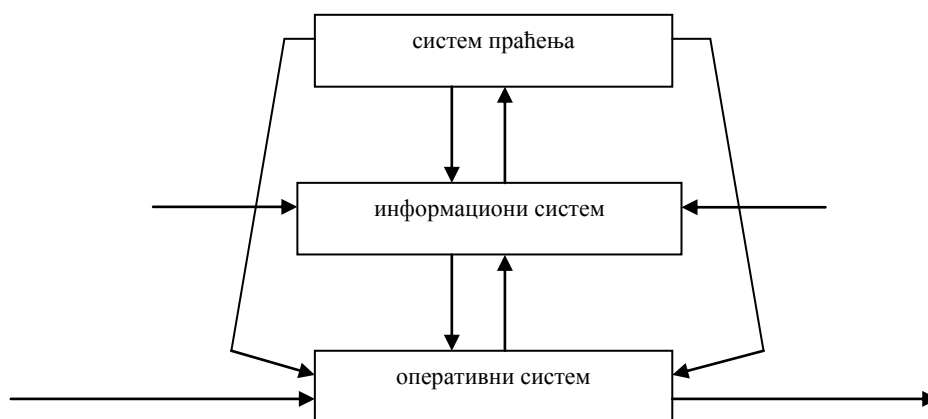 систем праћења
информациони систем
оперативни систем